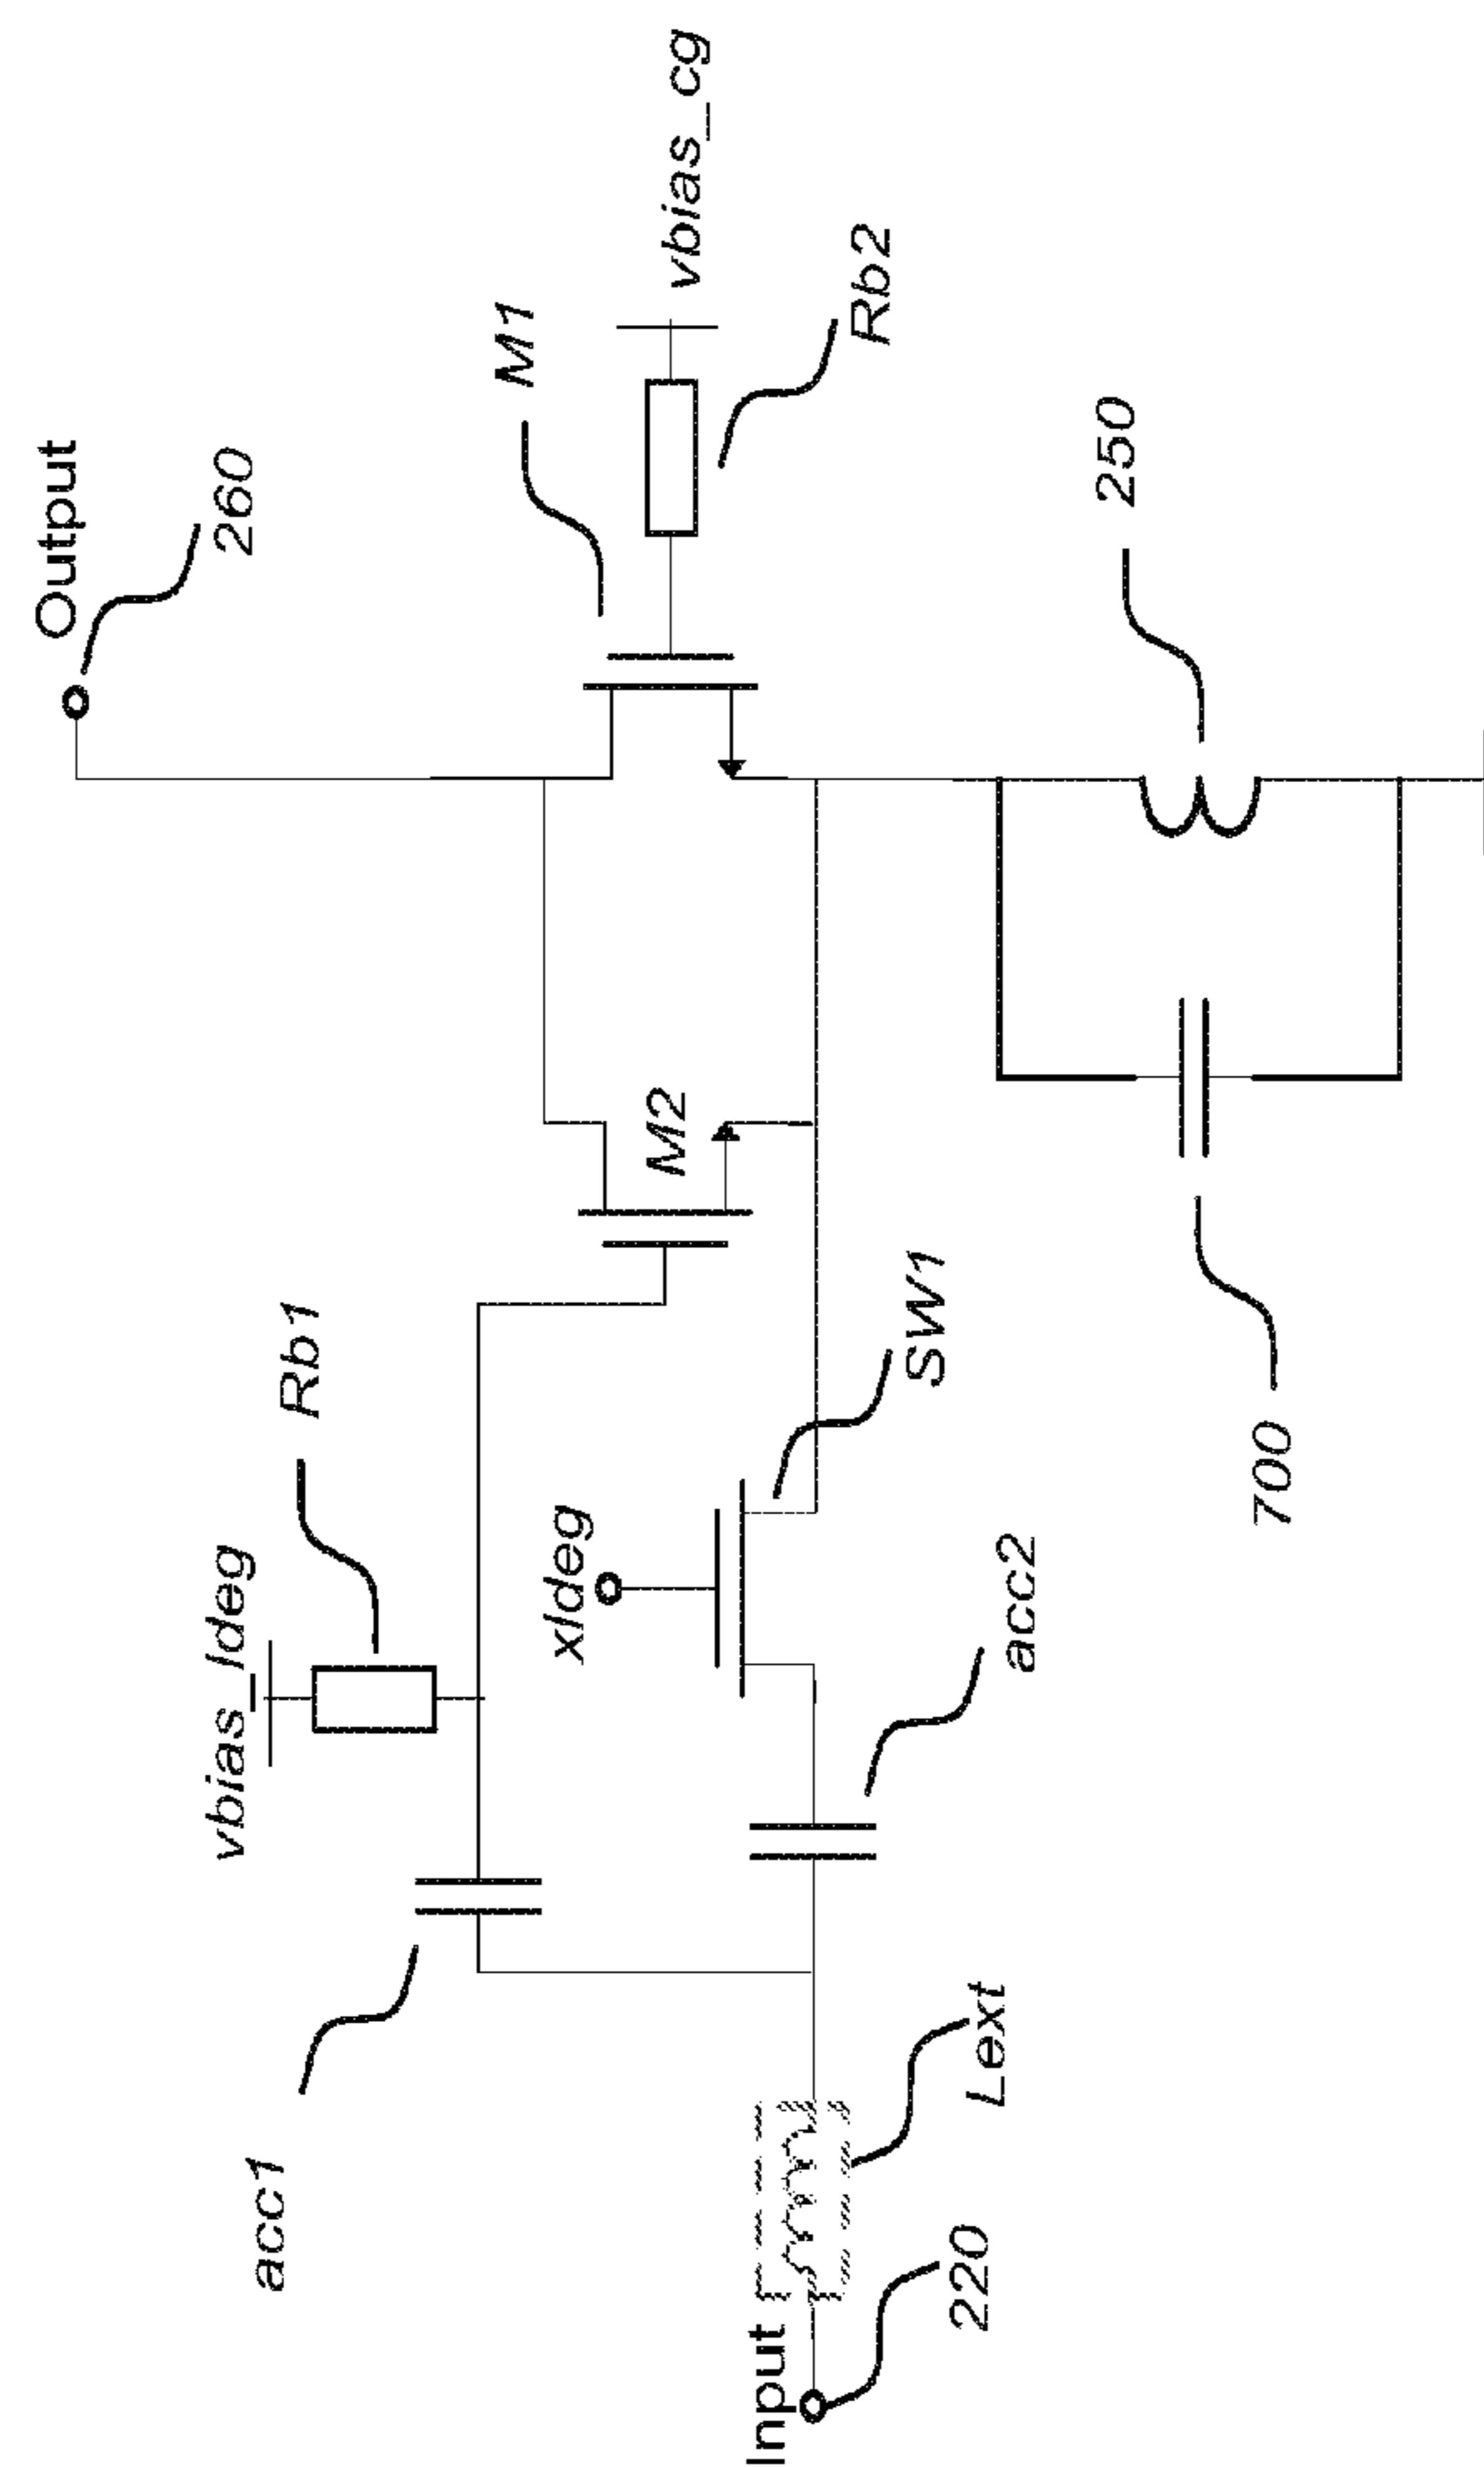 Output
260
M1
vbias_cg
Rb2
M2
250
Rb1
vbias_ldeg
xldeg
SW1
acc2
700
acc1
Lext
Input
220